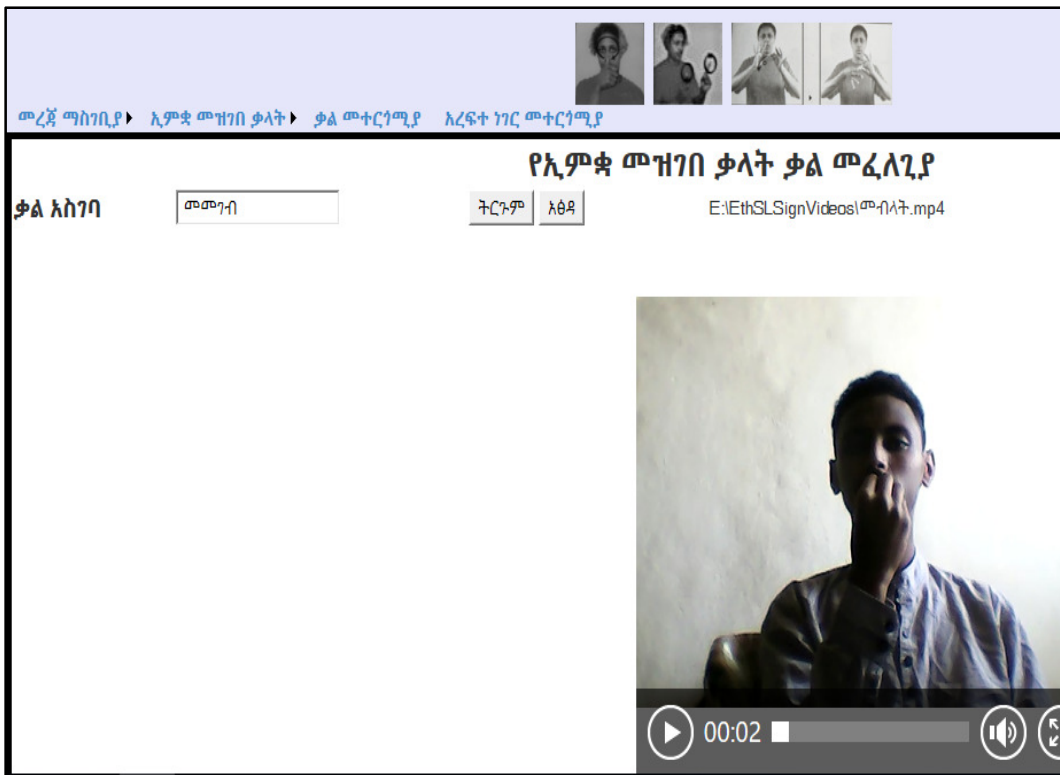 መረጃ ማስገቢያ ኢምቋ መዝገበ ቃላት ቃል መተርጎሚያ አረፍተ ነገር መተርጎሚያ
የኢምቋ መዝገበ ቃላት ቃል መፈለጊያ
ቃል አስገባ መመገብ ትርጉም አፅዳ E:\EthSLSignVideos\መብላት.mp4
00:02